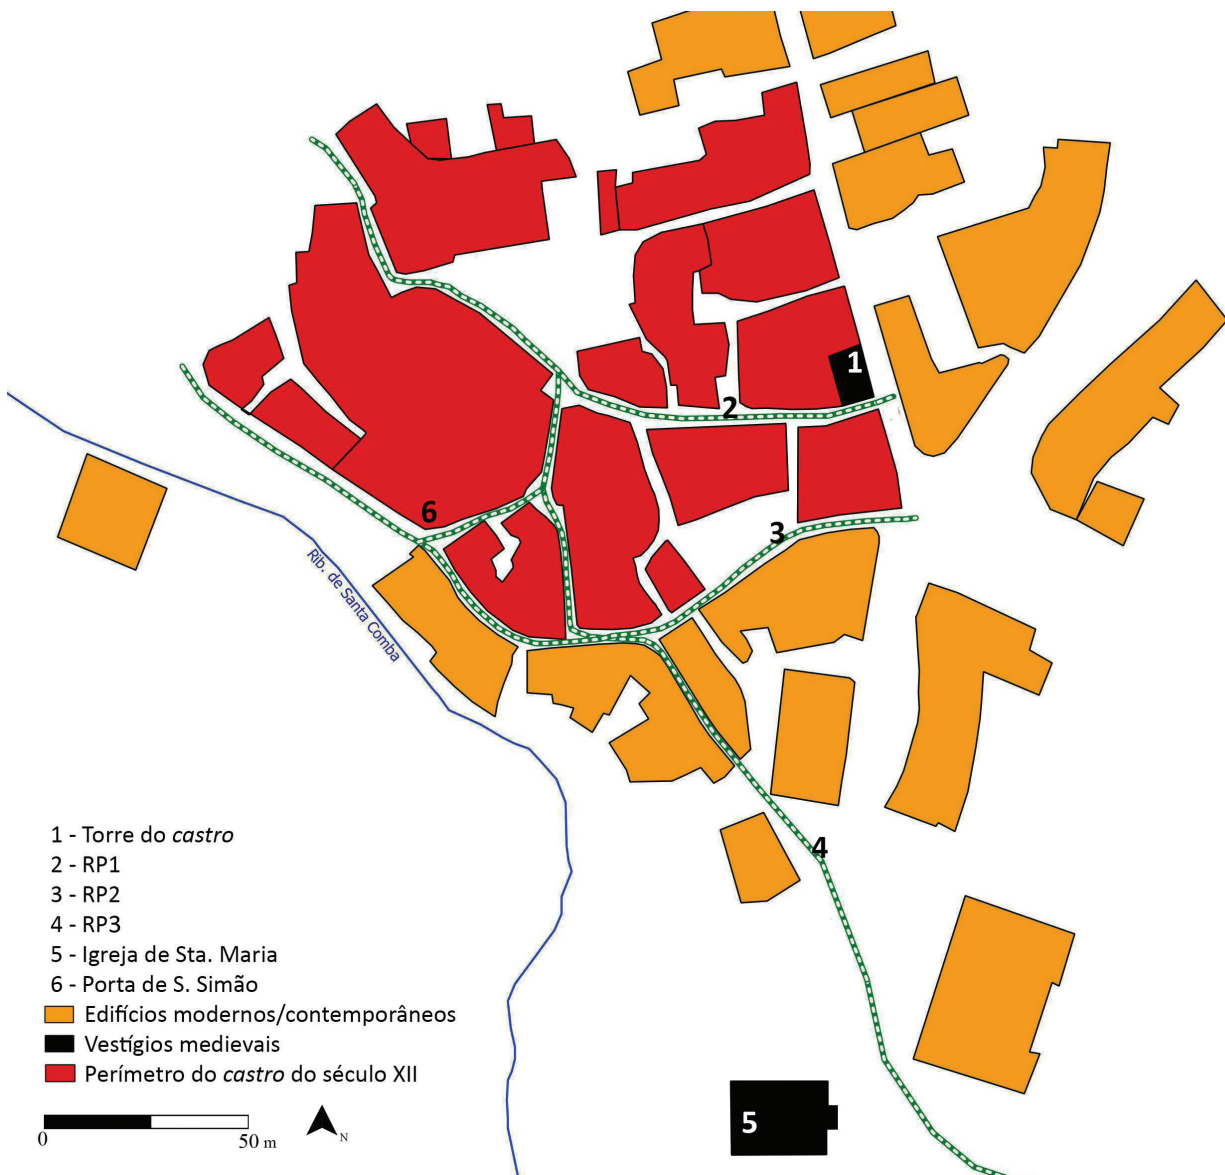 1
2
6
3
Rib. de Santa Comba
4
1 - Torre do castro
2 - RP1
3 - RP2
4 - RP3
5 - Igreja de Sta. Maria
6 - Porta de S. Simão
Edifícios modernos/contemporâneos
Vestígios medievais
Perímetro do castro do século XII
0 50 m
N
5